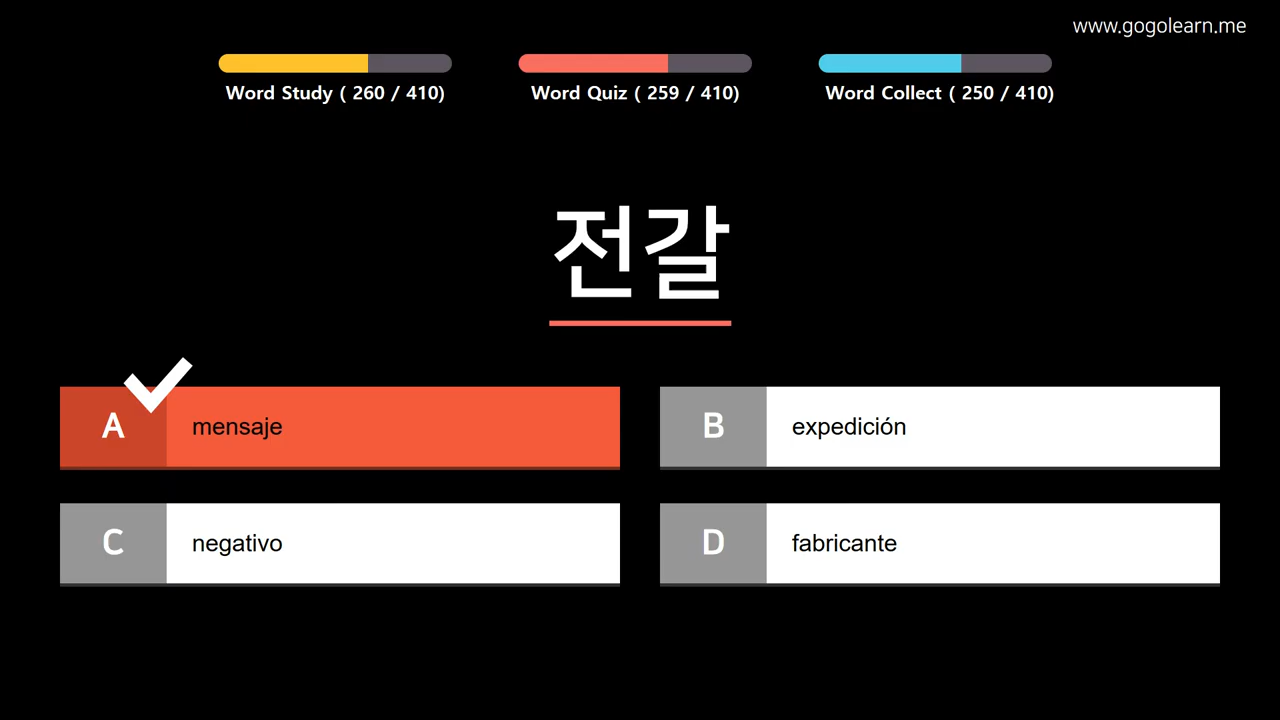 www.gogolearn.me
Word Study ( 260 / 410)
Word Quiz ( 259 / 410)
Word Collect ( 250 / 410)
전갈
A mensaje
B expedición
C negativo
D fabricante